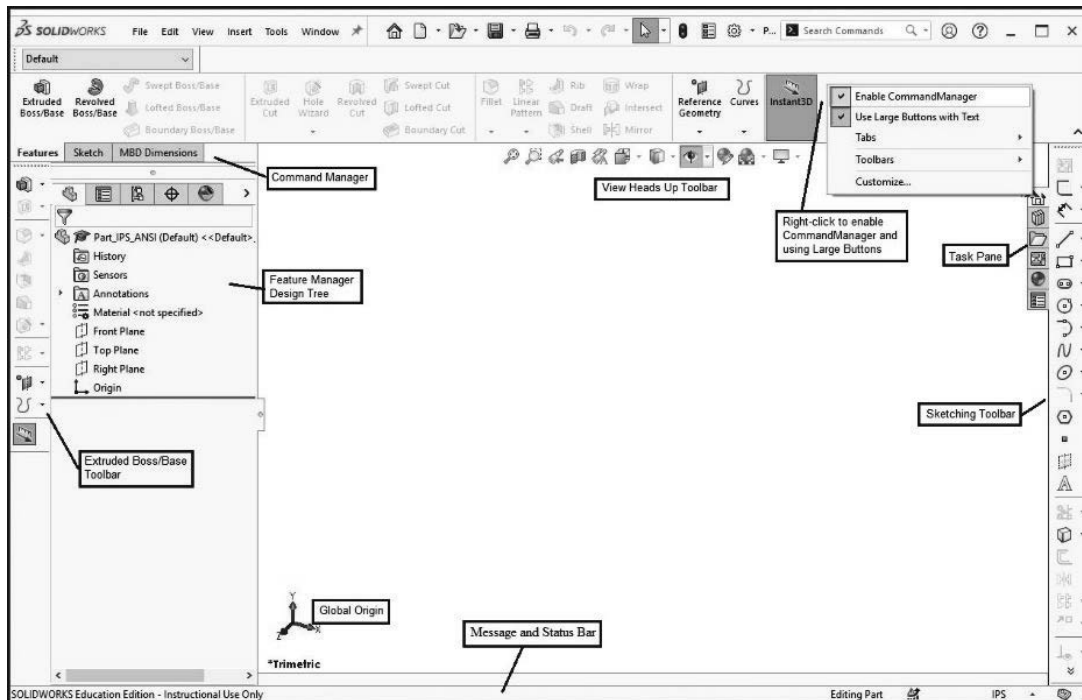 SOLIDWORKS File Edit View Insert Tools Window P... Search Commands
Default
Extruded Boss/Base
Revolved Boss/Base
Swept Boss/Base
Lofted Boss/Base
Boundary Boss/Base
Extruded Cut
Hole Wizard
Revolved Cut
Swept Cut
Lofted Cut
Boundary Cut
Fillet
Linear Pattern
Rib
Draft
Shell
Wrap
Intersect
Mirror
Reference Geometry
Curves
Instant3D
Enable CommandManager
Use Large Buttons with Text
Tabs
Toolbars
Customize...
Features Sketch MBD Dimensions
Command Manager
View Heads Up Toolbar
Right-click to enable
CommandManager and
using Large Buttons
Task Pane
Part_IPS_ANSI (Default) <<Default>.
History
Sensors
Annotations
Material <not specified>
Front Plane
Top Plane
Right Plane
Origin
Feature Manager
Design Tree
Sketching Toolbar
Extruded Boss/Base
Toolbar
Y
X
Z
Global Origin
Message and Status Bar
*Trimetric
SOLIDWORKS Education Edition - Instructional Use Only Editing Part IPS